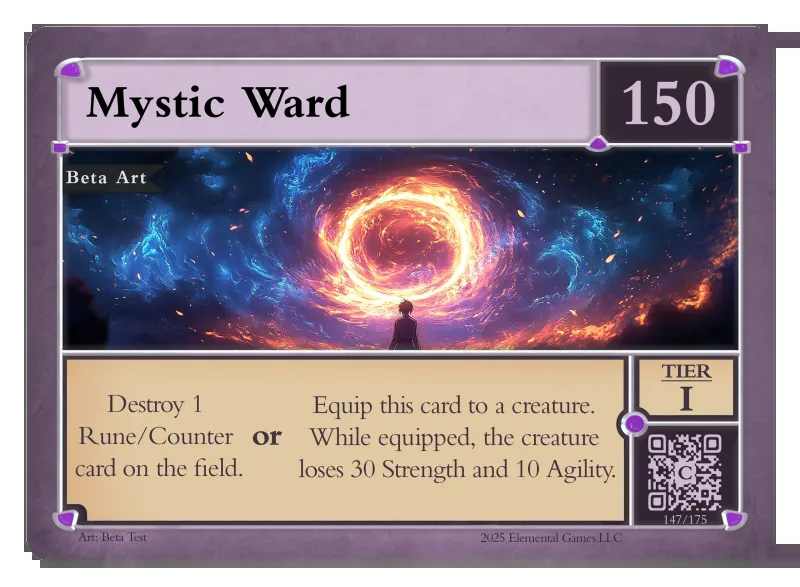 Mystic Ward
150
Beta Art
Destroy 1
Rune/Counter
card on the field.
or
Equip this card to a creature.
While equipped, the creature
loses 30 Strength and 10 Agility.
TIER
I
C
147/175
Art: Beta Test
2025 Elemental Games LLC